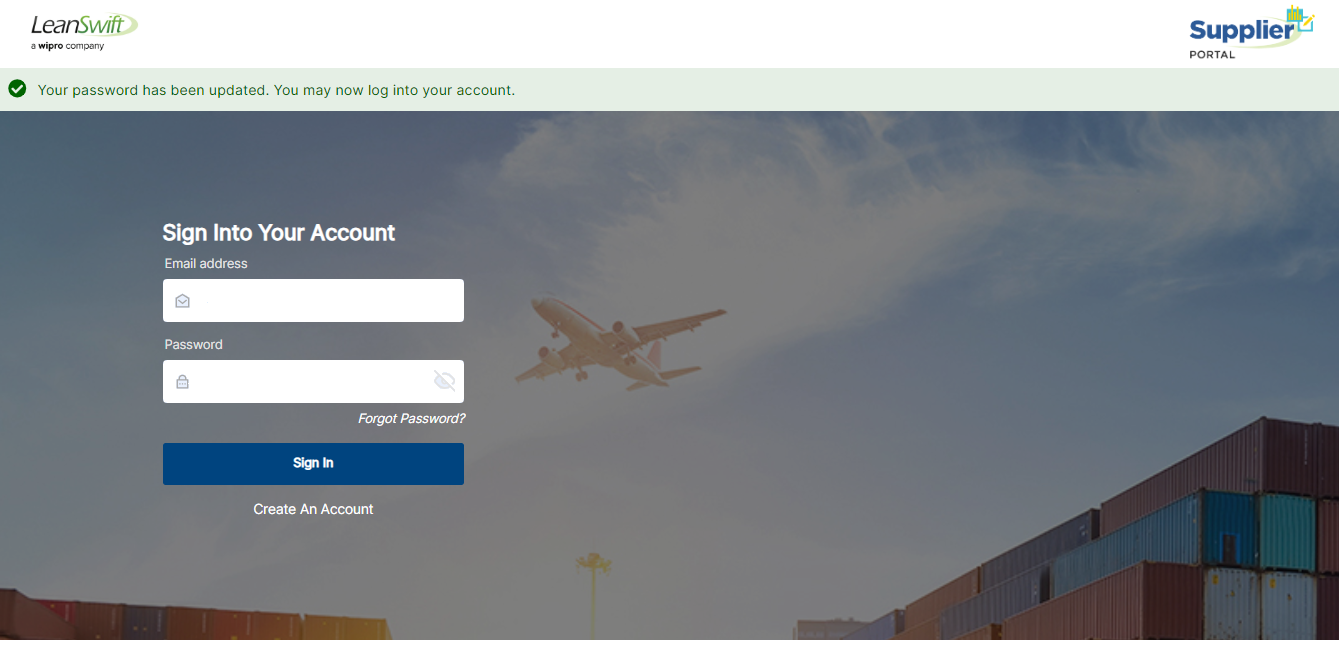 LeanSwift
a wipro company
Supplier
PORTAL
Your password has been updated. You may now log into your account.
Sign Into Your Account
Email address
Password
Forgot Password?
Sign In
Create An Account